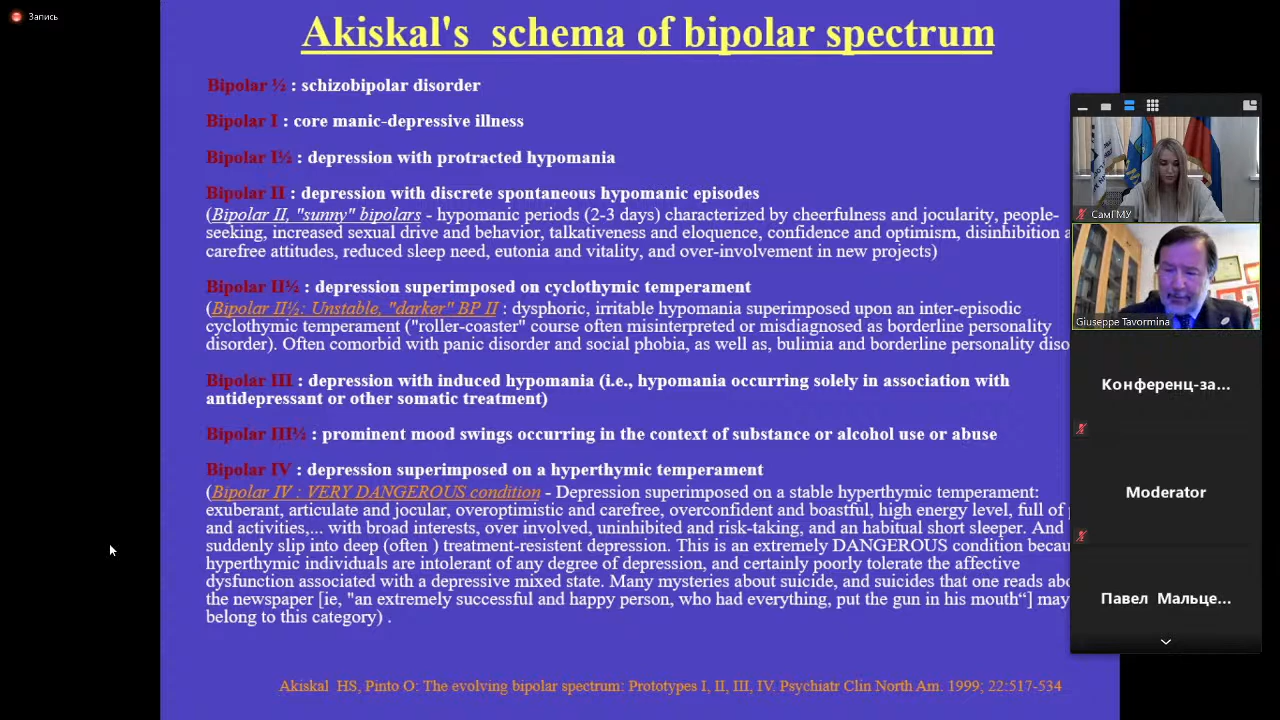 Запись
Akiskal's schema of bipolar spectrum
Bipolar ½ : schizobipolar disorder
Bipolar I : core manic-depressive illness
Bipolar I½ : depression with protracted hypomania
Bipolar II : depression with discrete spontaneous hypomanic episodes
(Bipolar II, "sunny" bipolars - hypomanic periods (2-3 days) characterized by cheerfulness and jocularity, people-
seeking, increased sexual drive and behavior, talkativeness and eloquence, confidence and optimism, disinhibition
carefree attitudes, reduced sleep need, eutonia and vitality, and over-involvement in new projects)
Bipolar II½ : depression superimposed on cyclothymic temperament
(Bipolar II½: Unstable, "darker" BP II : dysphoric, irritable hypomania superimposed upon an inter-episodic
cyclothymic temperament ("roller-coaster" course often misinterpreted or misdiagnosed as borderline personality
disorder). Often comorbid with panic disorder and social phobia, as well as, bulimia and borderline personality diso
Bipolar III : depression with induced hypomania (i.e., hypomania occurring solely in association with
antidepressant or other somatic treatment)
Bipolar III½ : prominent mood swings occurring in the context of substance or alcohol use or abuse
Bipolar IV : depression superimposed on a hyperthymic temperament
(Bipolar IV : VERY DANGEROUS condition - Depression superimposed on a stable hyperthymic temperament:
exuberant, articulate and jocular, overoptimistic and carefree, overconfident and boastful, high energy level, full of
and activities,... with broad interests, over involved, uninhibited and risk-taking, and an habitual short sleeper. And
suddenly slip into deep (often ) treatment-resistent depression. This is an extremely DANGEROUS condition becau
hyperthymic individuals are intolerant of any degree of depression, and certainly poorly tolerate the affective
dysfunction associated with a depressive mixed state. Many mysteries about suicide, and suicides that one reads abo
the newspaper [ie, "an extremely successful and happy person, who had everything, put the gun in his mouth“] may
belong to this category) .
Akiskal HS, Pinto O: The evolving bipolar spectrum: Prototypes I, II, III, IV. Psychiatr Clin North Am. 1999; 22:517-534
СамГМУ
Giuseppe Tavormina
Конференц-за...
Moderator
Павел Мальце...